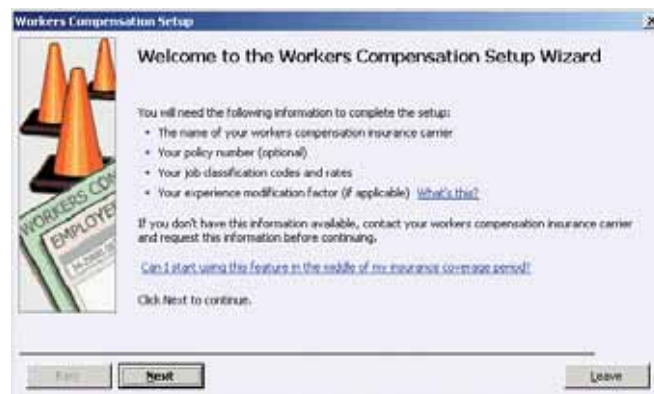 Workers Compensation Setup
Welcome to the Workers Compensation Setup Wizard
You will need the following information to complete the setup:
• The name of your workers compensation insurance carrier
• Your policy number (optional)
• Your job classification codes and rates
• Your experience modification factor (if applicable) What's this?
If you don't have this information available, contact your workers compensation insurance carrier
and request this information before continuing.
Can I start using this feature in the middle of my insurance coverage period?
Click Next to continue.
WORKERS COM
EMPLOYE
Next
Leave